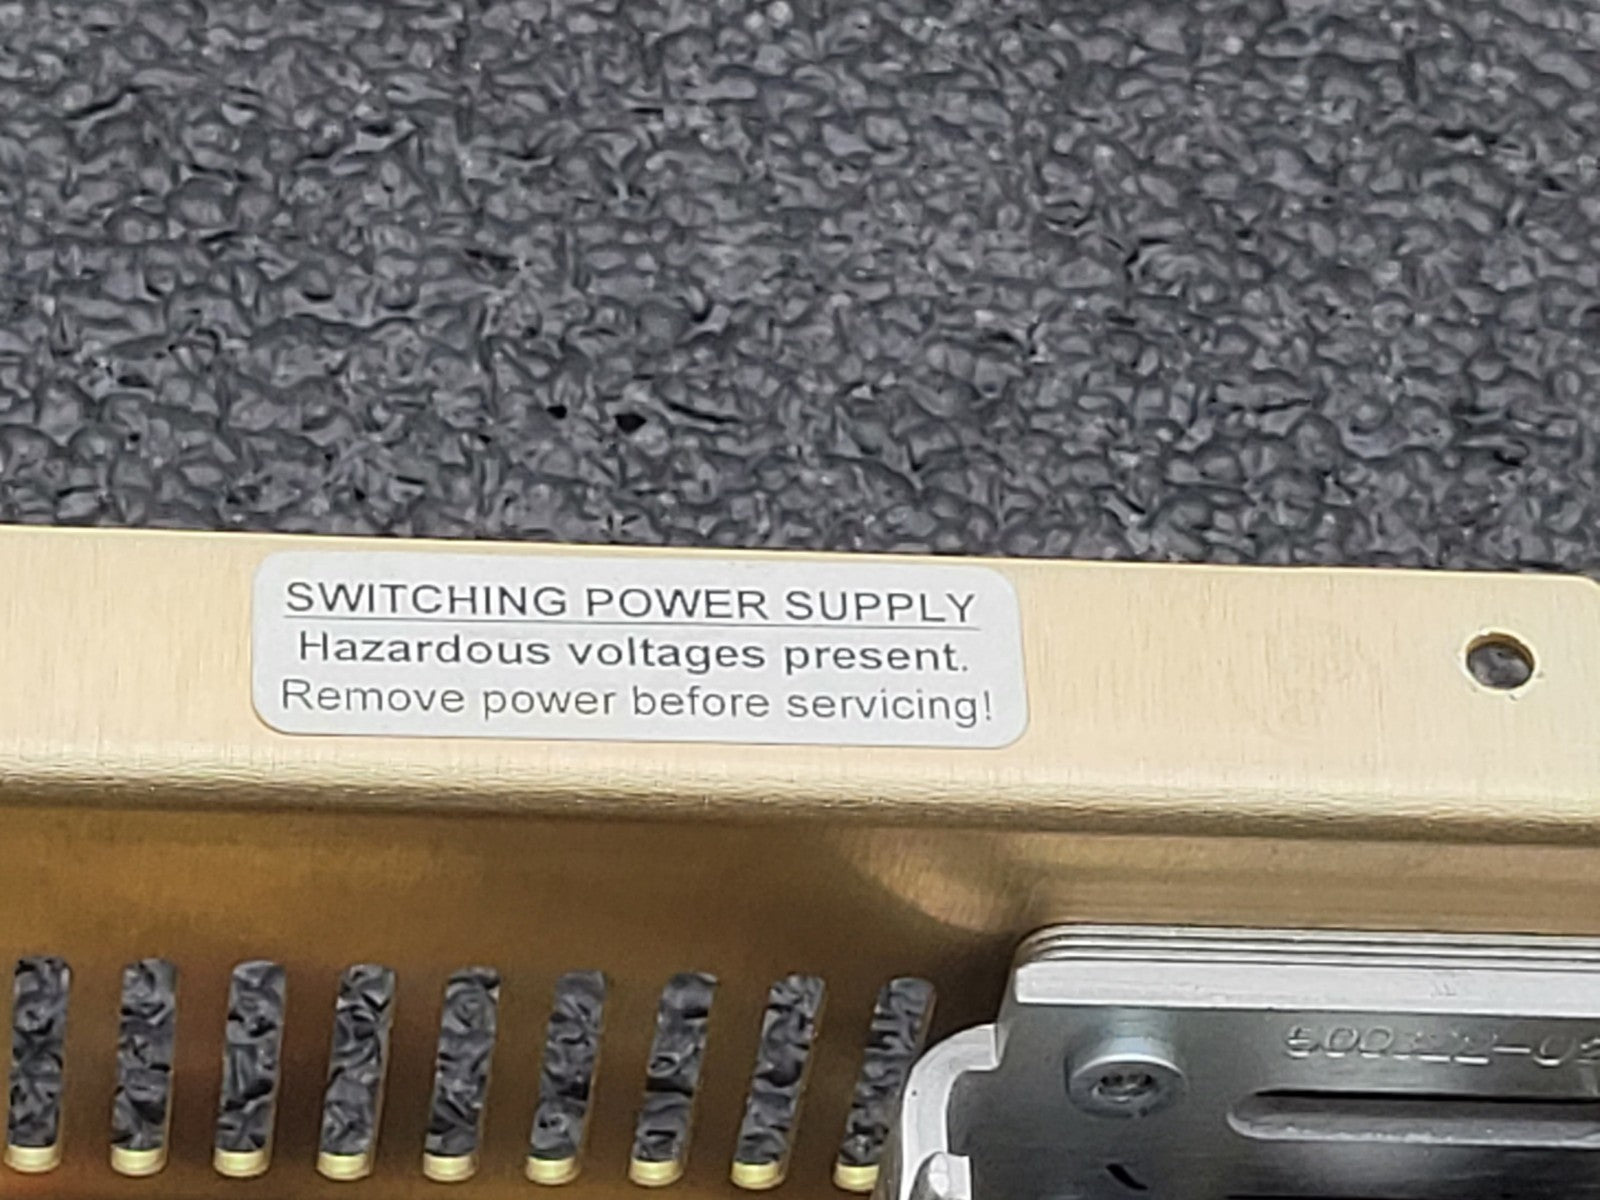 SWITCHING POWER SUPPLY
Hazardous voltages present.
Remove power before servicing!